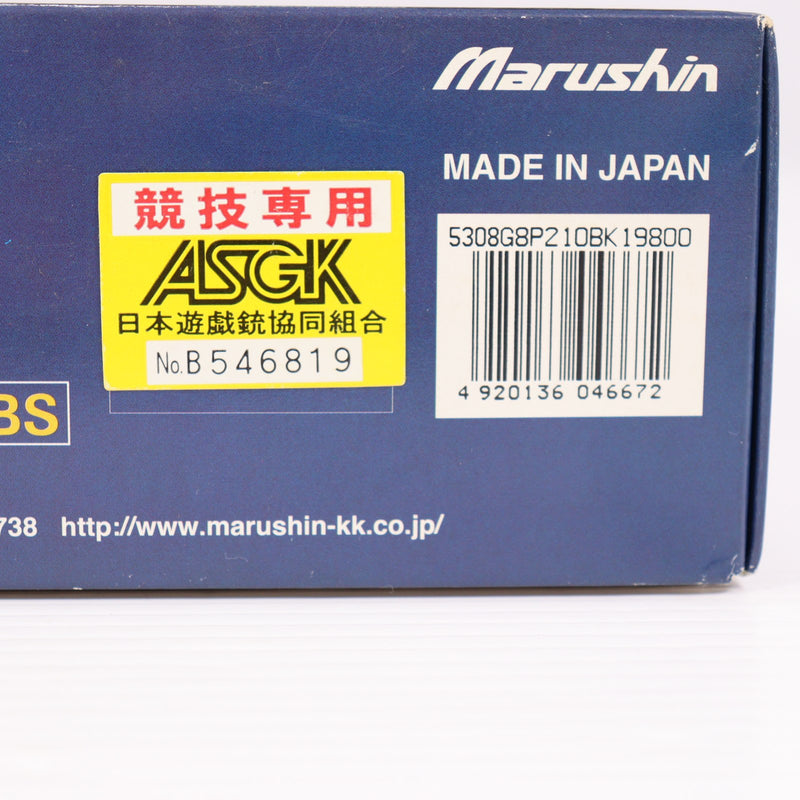 Marushin
MADE IN JAPAN
競技専用
ASGK
日本遊戯銃協同組合
No.B546819
5308G8P210BK19800
4 920136 046672
BS
738 http://www.marushin-kk.co.jp/